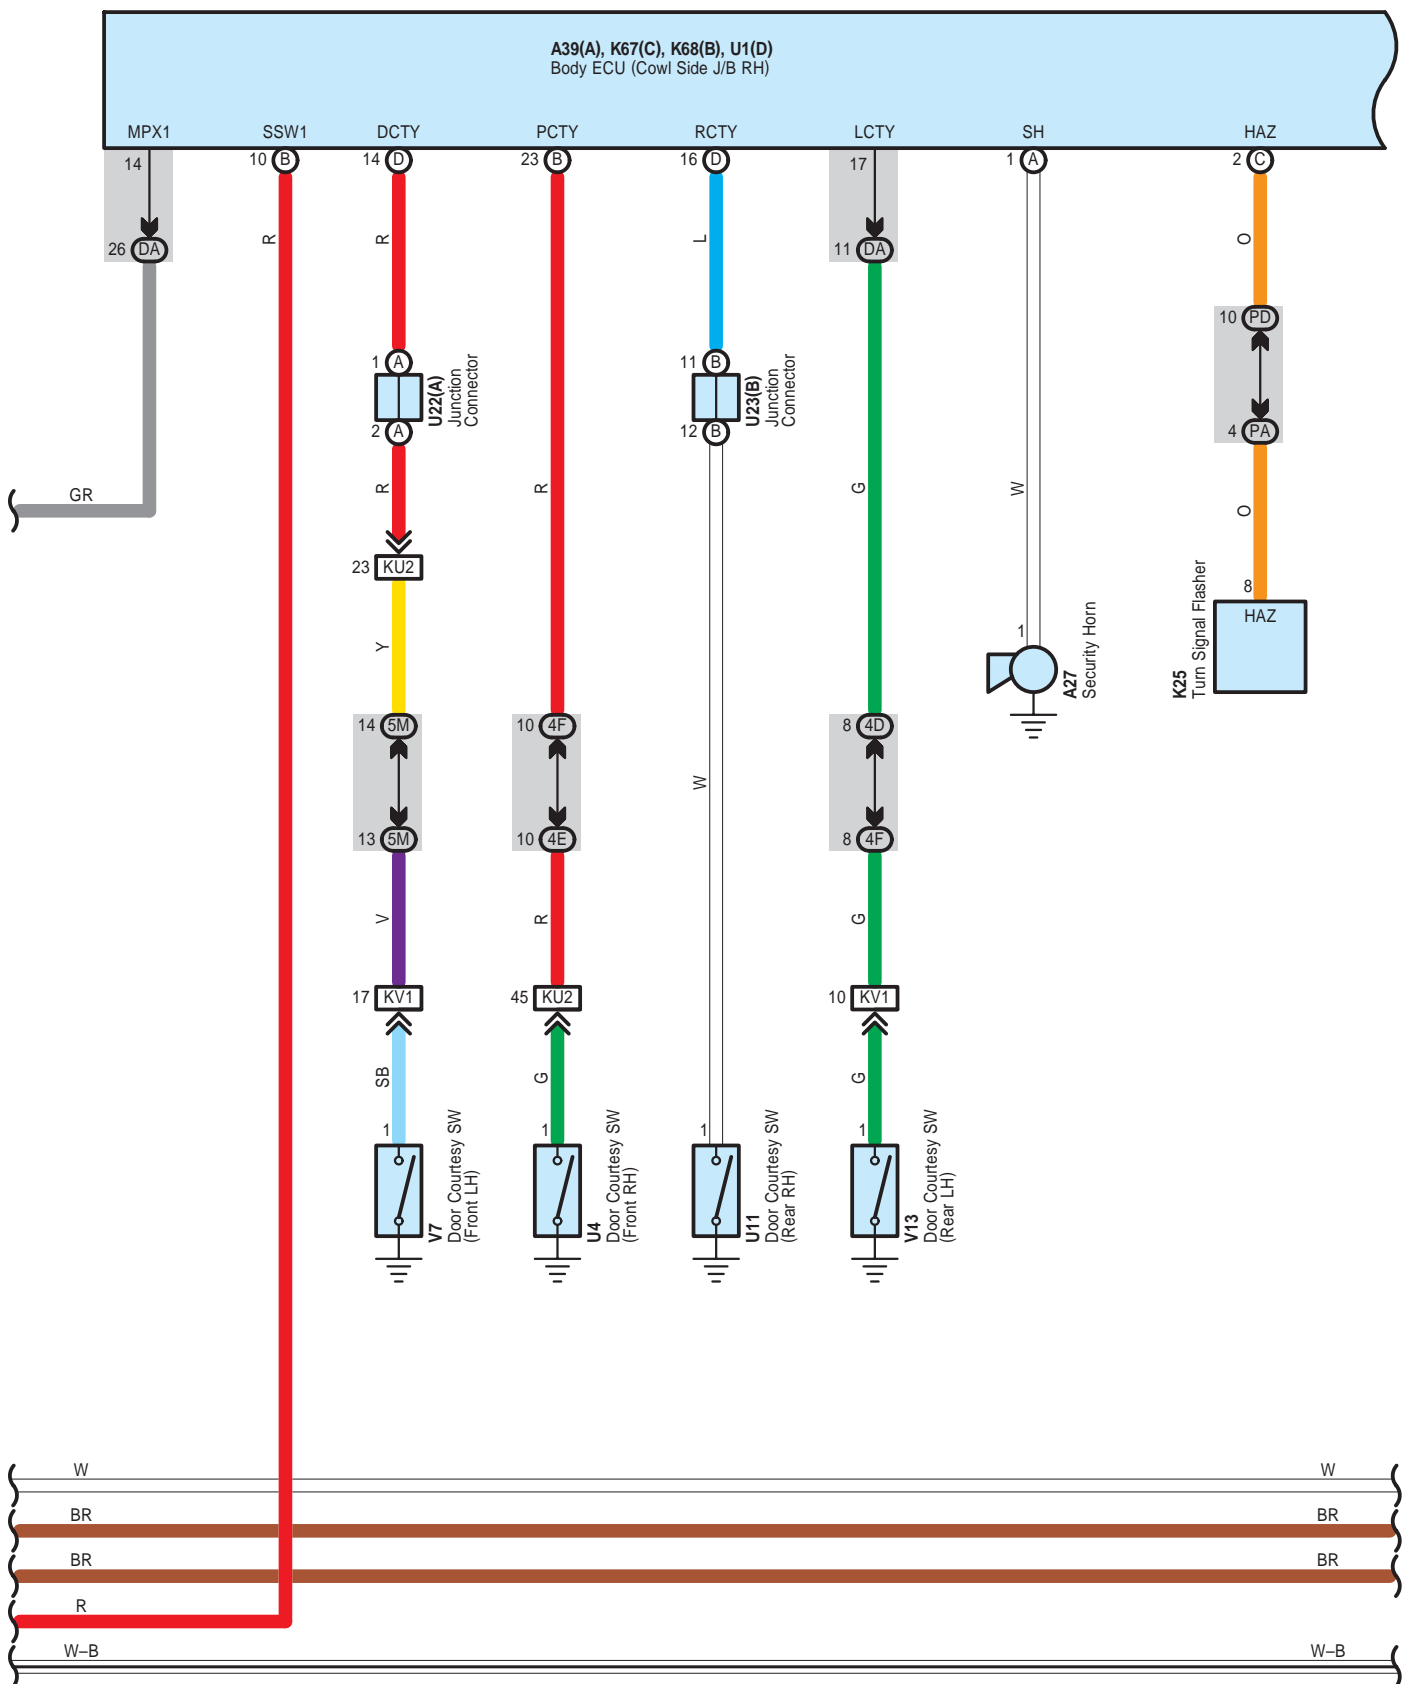 A39(A), K67(C), K68(B), U1(D)
Body ECU (Cowl Side J/B RH)
MPX1 SSW1 DCTY PCTY RCTY LCTY SH HAZ
14 10 B 14 D 23 B 16 D 17 1 A 2 C
R R L O
26 DA 11 DA
10 PD
1 A 11 B
U22(A)
Junction
Connector
U23(B)
Junction
Connector
2 A 12 B 4 PA
GR R R G W O
23 KU2
8
HAZ
K25
Turn Signal Flasher
Y
1
A27
Security Horn
14 5M 10 4F 8 4D
W
13 5M 10 4E 8 4F
V R G
17 KV1 45 KU2 10 KV1
SB G G
1 1 1 1
V7
Door Courtesy SW
(Front LH)
U4
Door Courtesy SW
(Front RH)
U11
Door Courtesy SW
(Rear RH)
V13
Door Courtesy SW
(Rear LH)
W W
BR BR
BR BR
R
W–B W–B